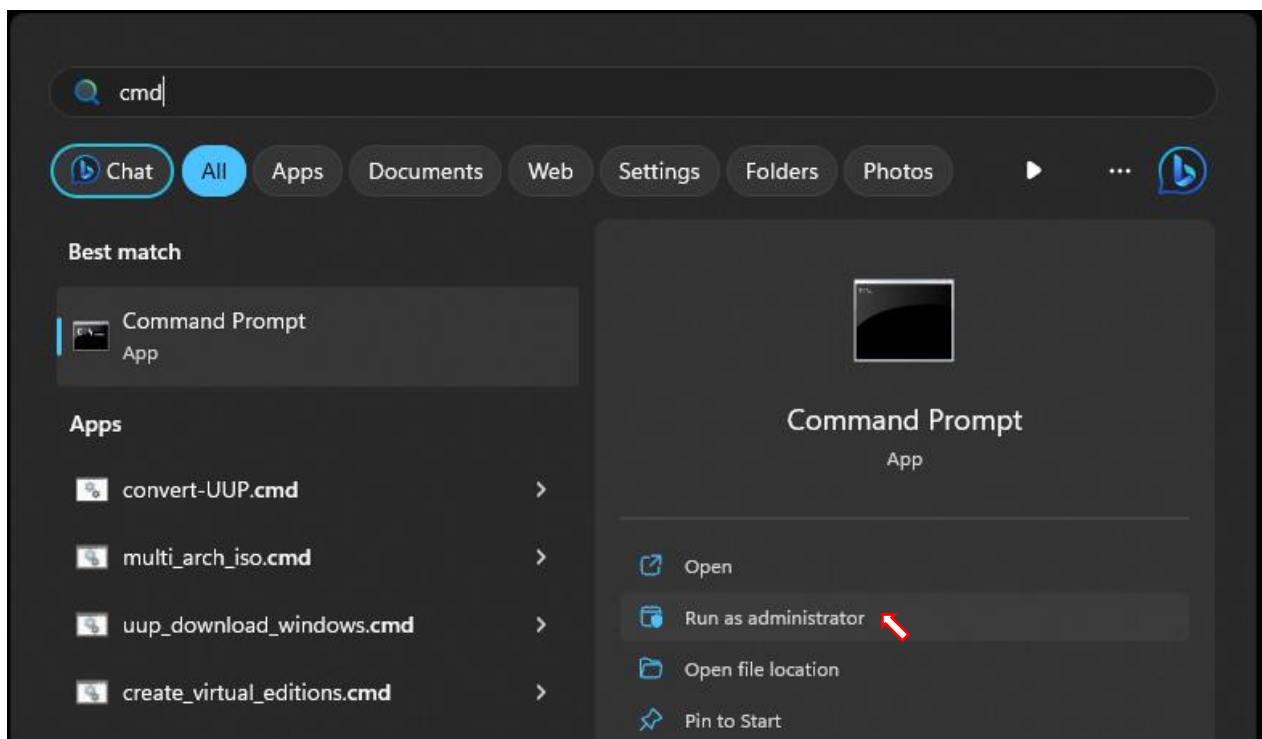 cmd
Chat All Apps Documents Web Settings Folders Photos ...
Best match
Command Prompt
App
Apps
convert-UUP.cmd
multi_arch_iso.cmd
uup_download_windows.cmd
create_virtual_editions.cmd
Command Prompt
App
Open
Run as administrator
Open file location
Pin to Start